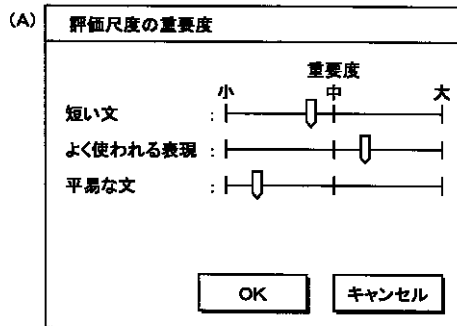 (A)
評価尺度の重要度
重要度
小 中 大
短い文 :
よく使われる表現 :
平易な文 :
OK キャンセル